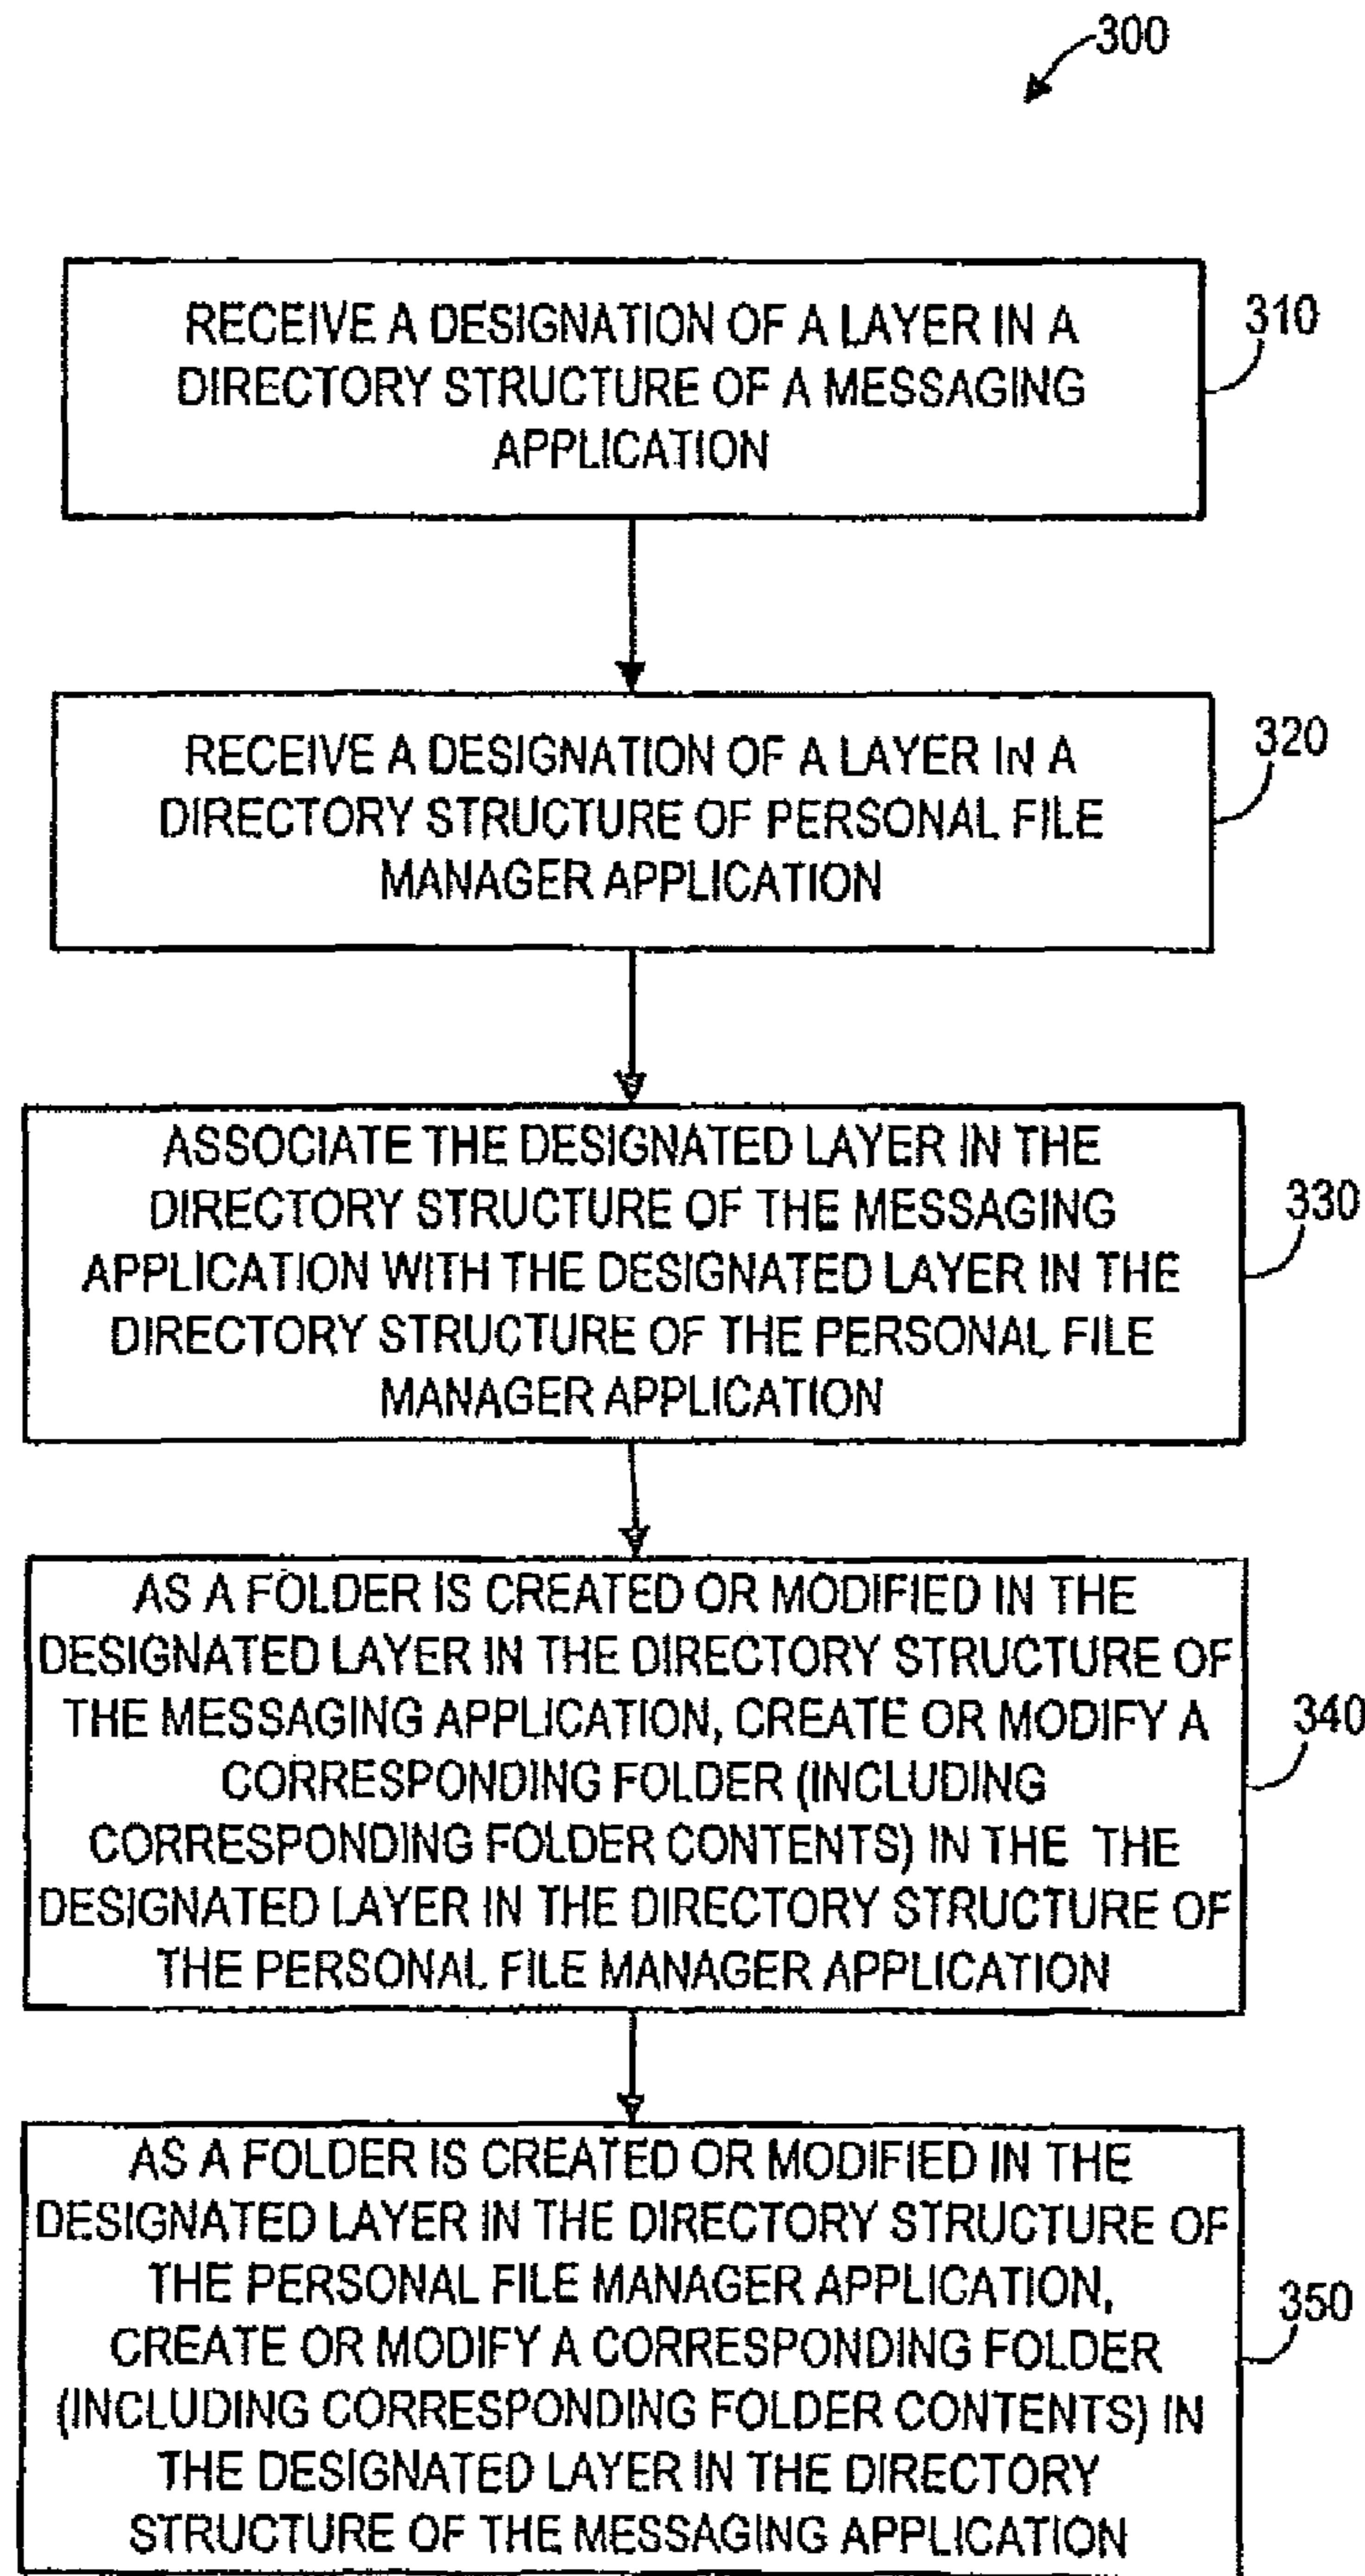 300
RECEIVE A DESIGNATION OF A LAYER IN A
DIRECTORY STRUCTURE OF A MESSAGING
APPLICATION
310
RECEIVE A DESIGNATION OF A LAYER IN A
DIRECTORY STRUCTURE OF PERSONAL FILE
MANAGER APPLICATION
320
ASSOCIATE THE DESIGNATED LAYER IN THE
DIRECTORY STRUCTURE OF THE MESSAGING
APPLICATION WITH THE DESIGNATED LAYER IN THE
DIRECTORY STRUCTURE OF THE PERSONAL FILE
MANAGER APPLICATION
330
AS A FOLDER IS CREATED OR MODIFIED IN THE
DESIGNATED LAYER IN THE DIRECTORY STRUCTURE OF
THE MESSAGING APPLICATION, CREATE OR MODIFY A
CORRESPONDING FOLDER (INCLUDING
CORRESPONDING FOLDER CONTENTS) IN THE THE
DESIGNATED LAYER IN THE DIRECTORY STRUCTURE OF
THE PERSONAL FILE MANAGER APPLICATION
340
AS A FOLDER IS CREATED OR MODIFIED IN THE
DESIGNATED LAYER IN THE DIRECTORY STRUCTURE OF
THE PERSONAL FILE MANAGER APPLICATION,
CREATE OR MODIFY A CORRESPONDING FOLDER
(INCLUDING CORRESPONDING FOLDER CONTENTS) IN
THE DESIGNATED LAYER IN THE DIRECTORY
STRUCTURE OF THE MESSAGING APPLICATION
350